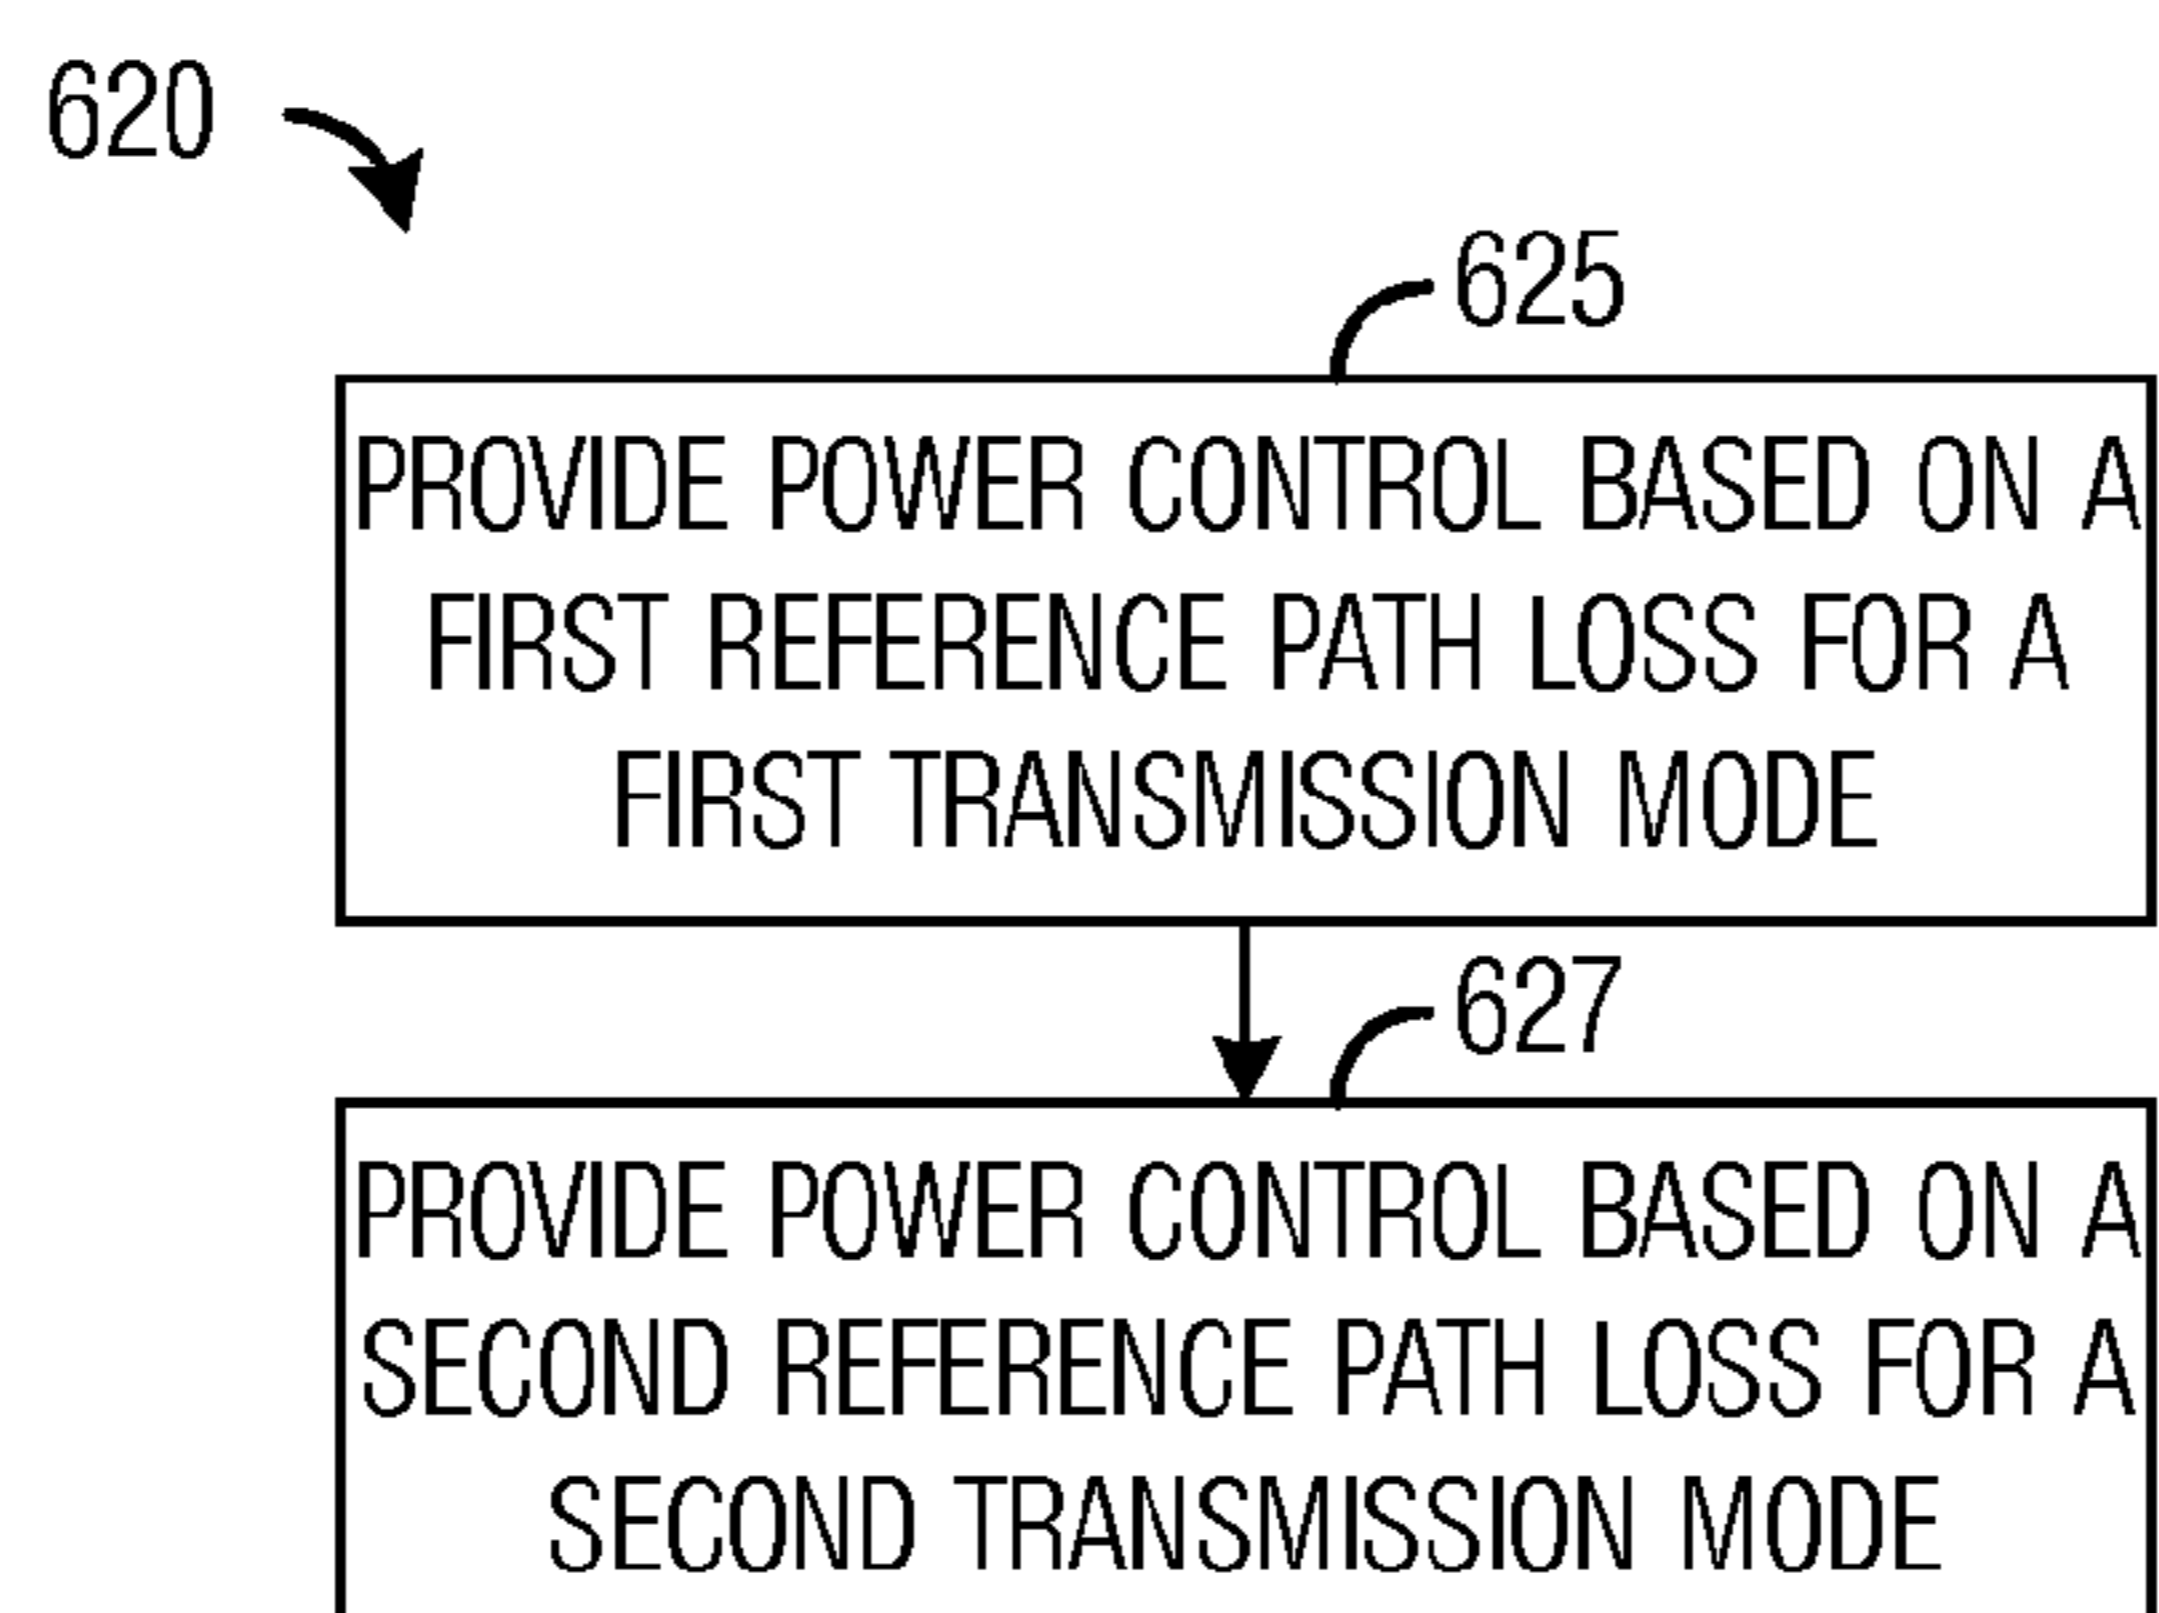 620
625
PROVIDE POWER CONTROL BASED ON A
FIRST REFERENCE PATH LOSS FOR A
FIRST TRANSMISSION MODE
627
PROVIDE POWER CONTROL BASED ON A
SECOND REFERENCE PATH LOSS FOR A
SECOND TRANSMISSION MODE